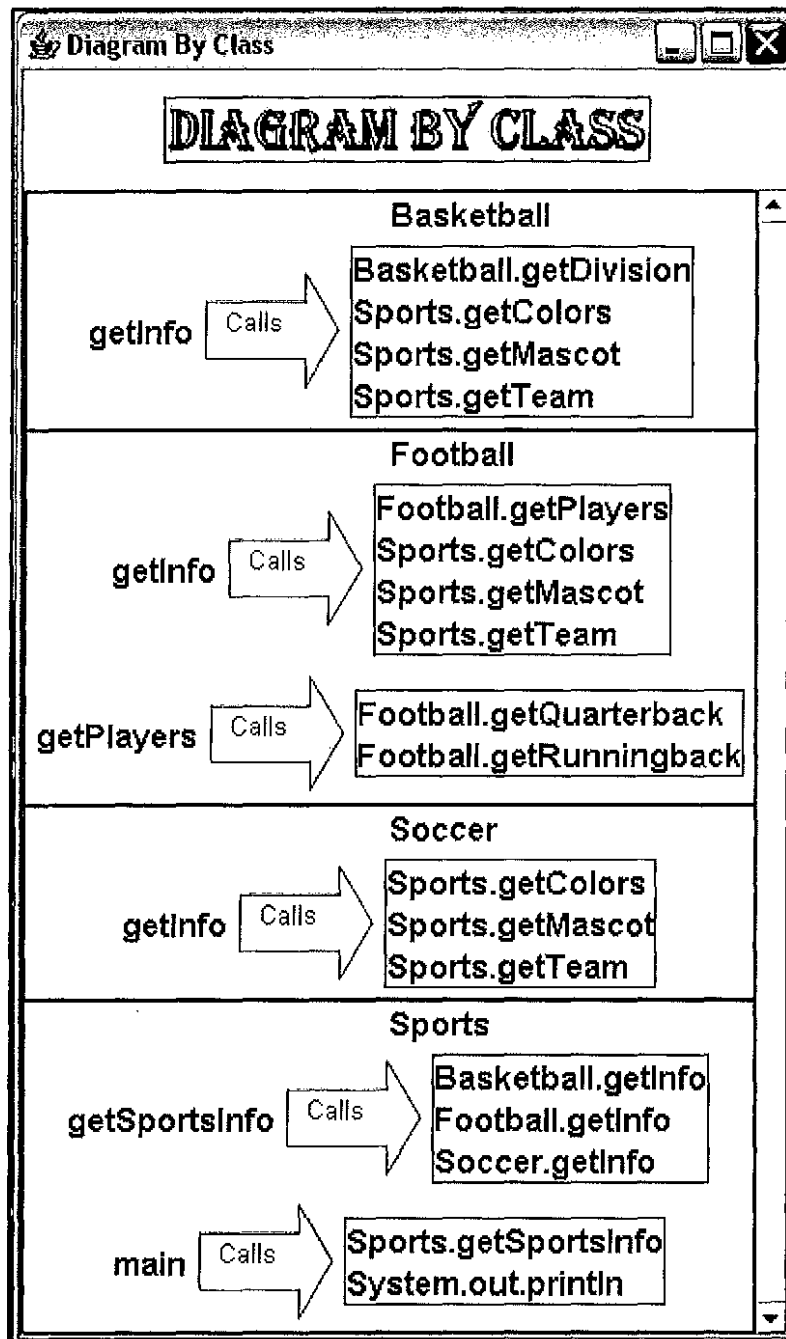 Diagram By Class
DIAGRAM BY CLASS
Basketball
getInfo
Calls
Basketball.getDivision
Sports.getColors
Sports.getMascot
Sports.getTeam
Football
getInfo
Calls
Football.getPlayers
Sports.getColors
Sports.getMascot
Sports.getTeam
getPlayers
Calls
Football.getQuarterback
Football.getRunningback
Soccer
getInfo
Calls
Sports.getColors
Sports.getMascot
Sports.getTeam
Sports
getSportsInfo
Calls
Basketball.getInfo
Football.getInfo
Soccer.getInfo
main
Calls
Sports.getSportsInfo
System.out.println